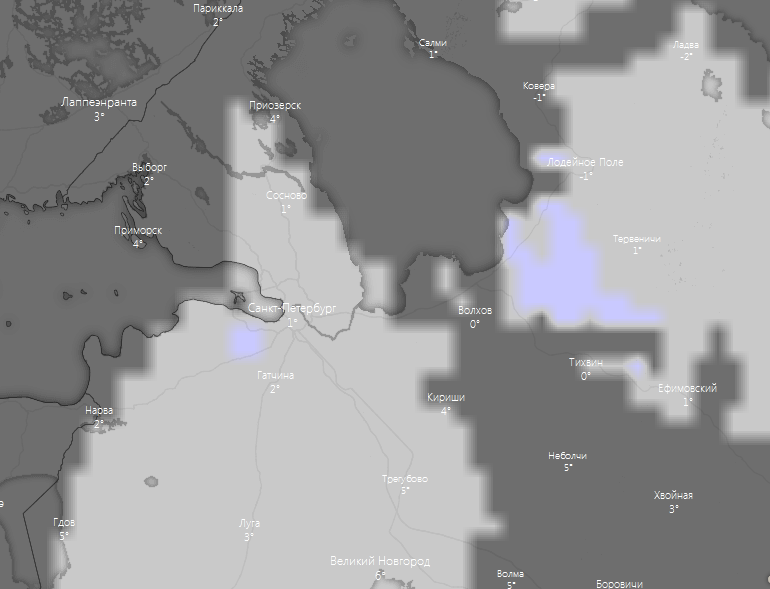 Париккала
2°
Салми
1°
Ладва
-2°
Ковера
-1°
Лаппеэнранта
3°
Приозерск
4°
Выборг
2°
Лодейное Поле
-1°
Сосново
1°
Приморск
4°
Тервеничи
1°
Санкт-Петербург
1°
Волхов
0°
Тихвин
0°
Гатчина
2°
Ефимовский
1°
Кириши
4°
Нарва
2°
Неболчи
5°
Трегубово
5°
Хвойная
3°
Гдов
5°
Луга
3°
Великий Новгород
6°
Волма
5°
Боровичи